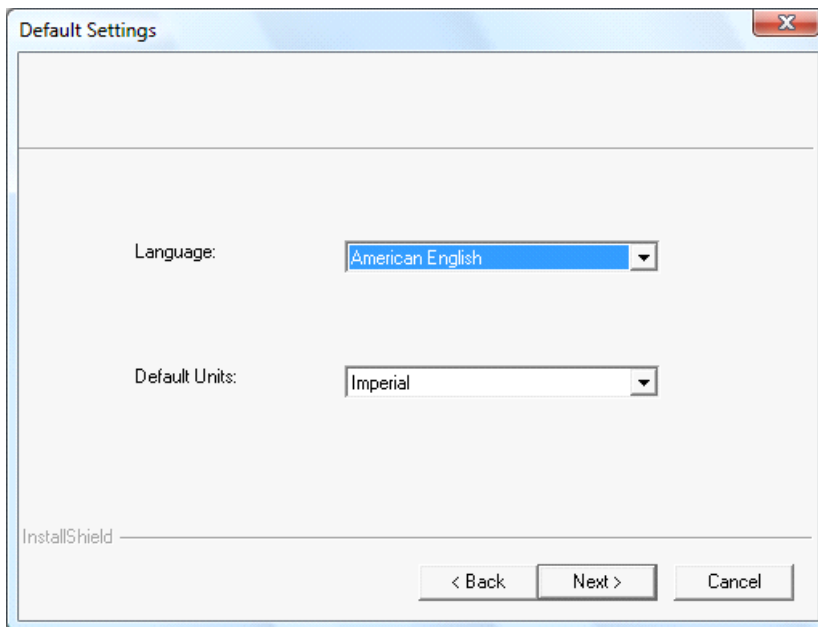 Default Settings
Language:
American English
Default Units:
Imperial
InstallShield
< Back
Next >
Cancel